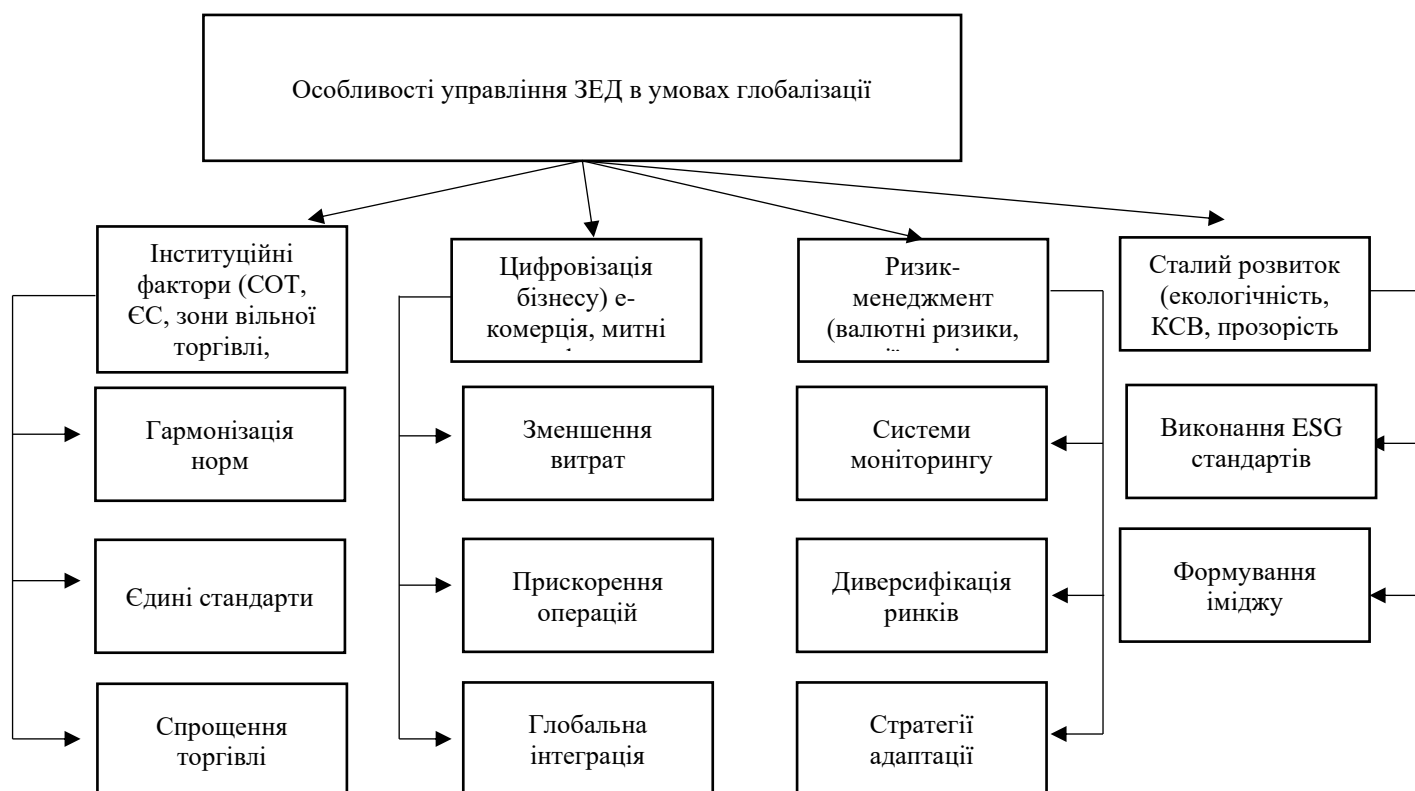 Особливості управління ЗЕД в умовах глобалізації
Інституційні
фактори (СОТ,
ЄС, зони вільної
торгівлі,
Цифровізація
бізнесу) е-
комерція, митні
Ризик-
менеджмент
(валютні ризики,
Сталий розвиток
(екологічність,
КСВ, прозорість
Гармонізація
норм
Зменшення
витрат
Системи
моніторингу
Виконання ESG
стандартів
Єдині стандарти
Прискорення
операцій
Диверсифікація
ринків
Формування
іміджу
Спрощення
торгівлі
Глобальна
інтеграція
Стратегії
адаптації